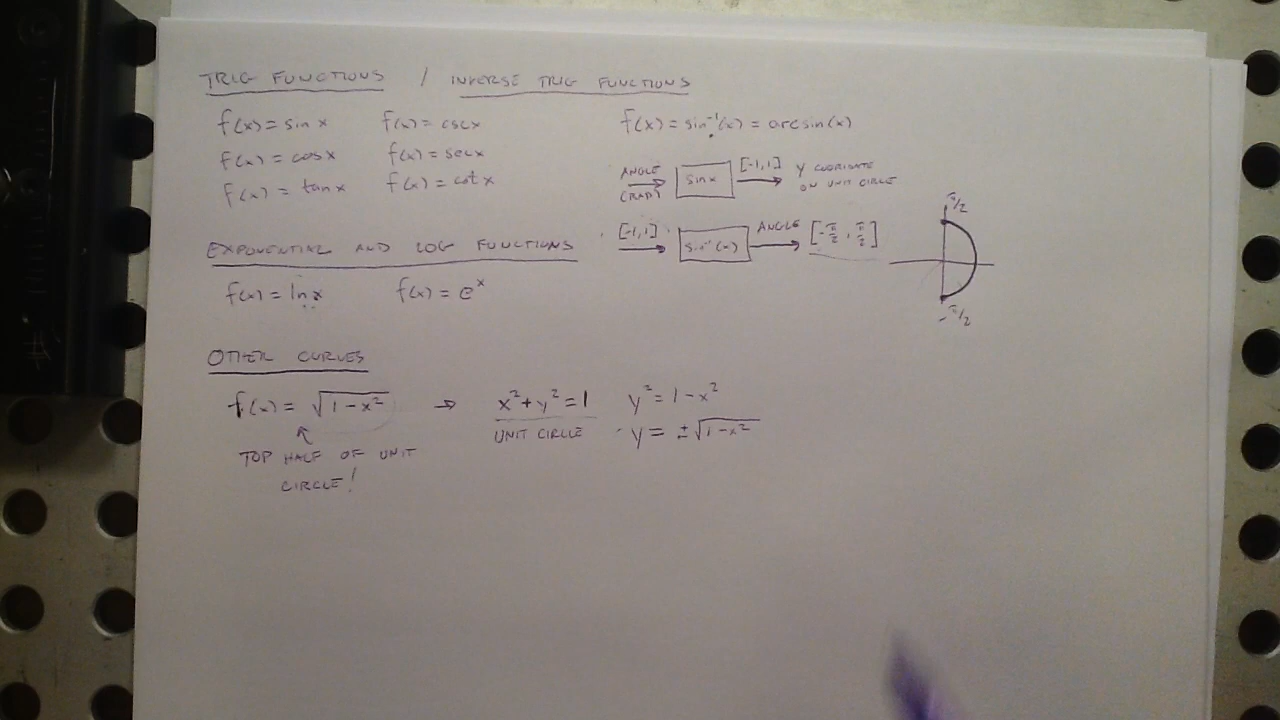 TRIG FUNCTIONS / INVERSE TRIG FUNCTIONS
f(x) = sin x f(x) = csc x
f(x) = cos x f(x) = sec x
f(x) = tan x f(x) = cot x
f(x) = sin⁻¹(x) = arcsin(x)
ANGLE (RAD) → sin x → [-1,1] Y COORDINATE
ON UNIT CIRCLE
[-1,1] → sin⁻¹(x) → ANGLE [-π/2, π/2]
π/2
-π/2
EXPONENTIAL AND LOG FUNCTIONS
f(x) = ln x f(x) = e^x
OTHER CURVES
f(x) = √(1-x²) → x² + y² = 1 y² = 1 - x²
UNIT CIRCLE y = ±√(1-x²)
TOP HALF OF UNIT
CIRCLE!